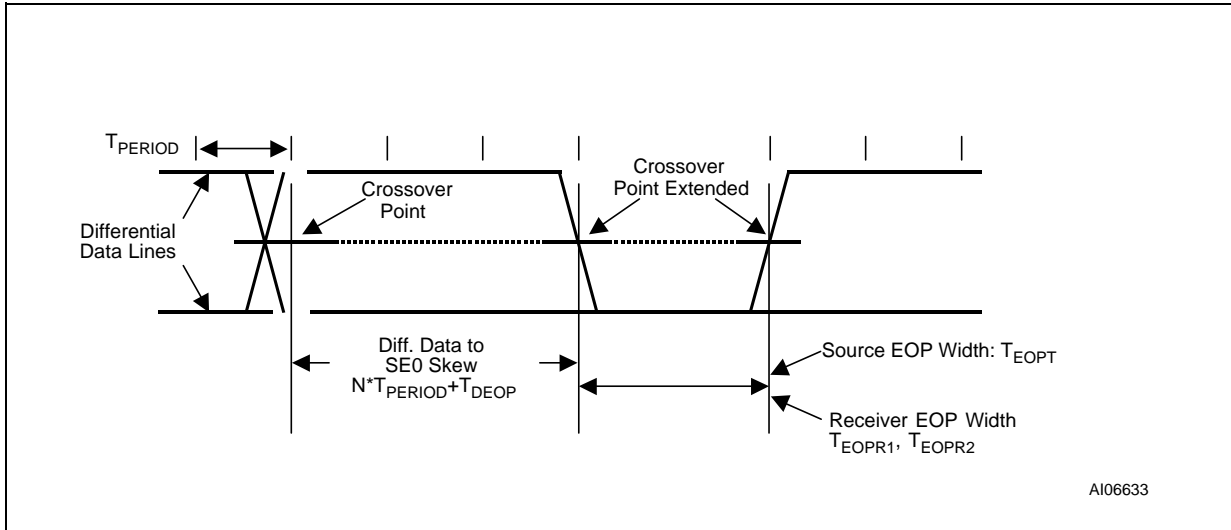 TPERIOD
Crossover
Point
Crossover
Point Extended
Differential
Data Lines
Diff. Data to
SE0 Skew
N*TPERIOD+TDEOP
Source EOP Width: TEOPT
Receiver EOP Width
TEOPR1, TEOPR2
AI06633